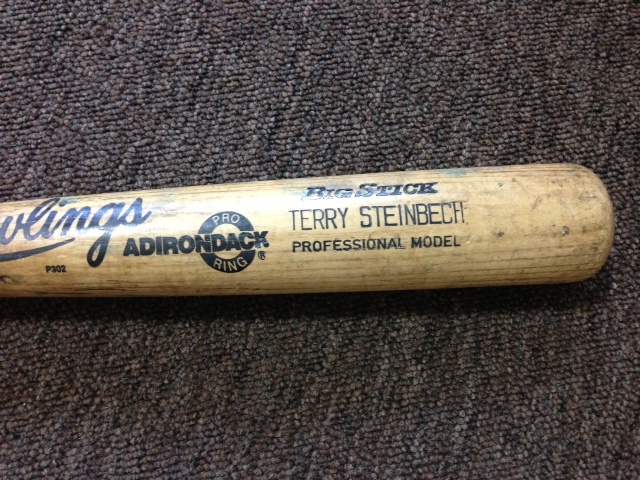 wlings
P302
ADIRONDACK ®
PRO
RING
BIG STICK
TERRY STEINBECH
PROFESSIONAL MODEL